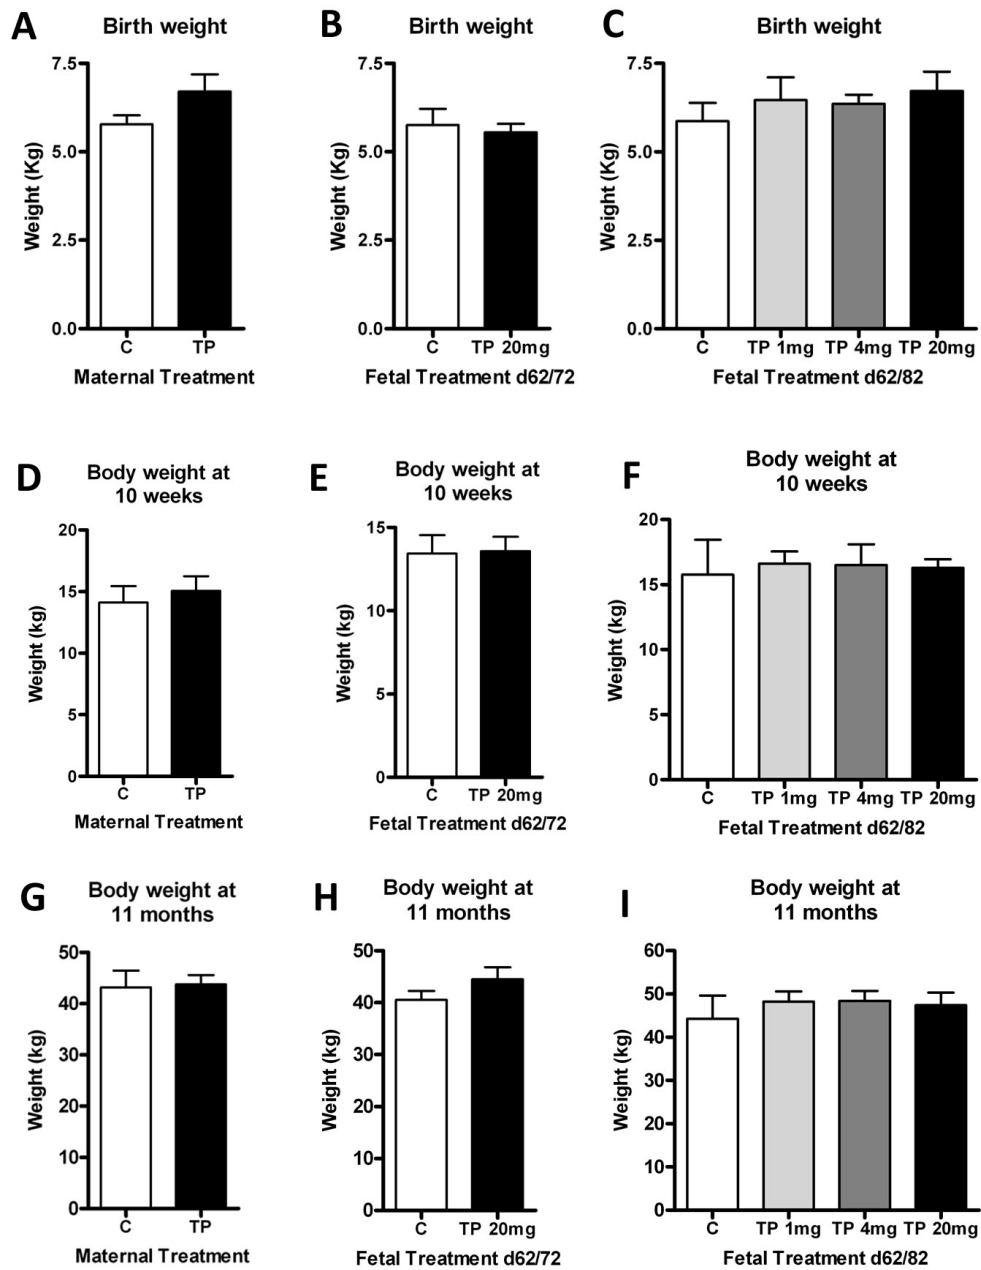 A
Birth weight
7.5
5.0
2.5
0.0
Weight (Kg)
C
TP
Maternal Treatment
B
Birth weight
7.5
5.0
2.5
0.0
Weight (Kg)
C
TP 20mg
Fetal Treatment d62/72
C
Birth weight
7.5
5.0
2.5
0.0
Weight (Kg)
C
TP 1mg
TP 4mg
TP 20mg
Fetal Treatment d62/82
D
Body weight at
10 weeks
20
15
10
5
0
Weight (kg)
C
TP
Maternal Treatment
E
Body weight at
10 weeks
15
10
5
0
Weight (kg)
C
TP 20mg
Fetal Treatment d62/72
F
Body weight at
10 weeks
20
15
10
5
0
Weight (kg)
C
TP 1mg
TP 4mg
TP 20mg
Fetal Treatment d62/82
G
Body weight at
11 months
50
40
30
20
10
0
Weight (kg)
C
TP
Maternal Treatment
H
Body weight at
11 months
50
40
30
20
10
0
Weight (kg)
C
TP 20mg
Fetal Treatment d62/72
I
Body weight at
11 months
60
50
40
30
20
10
0
Weight (kg)
C
TP 1mg
TP 4mg
TP 20mg
Fetal Treatment d62/82